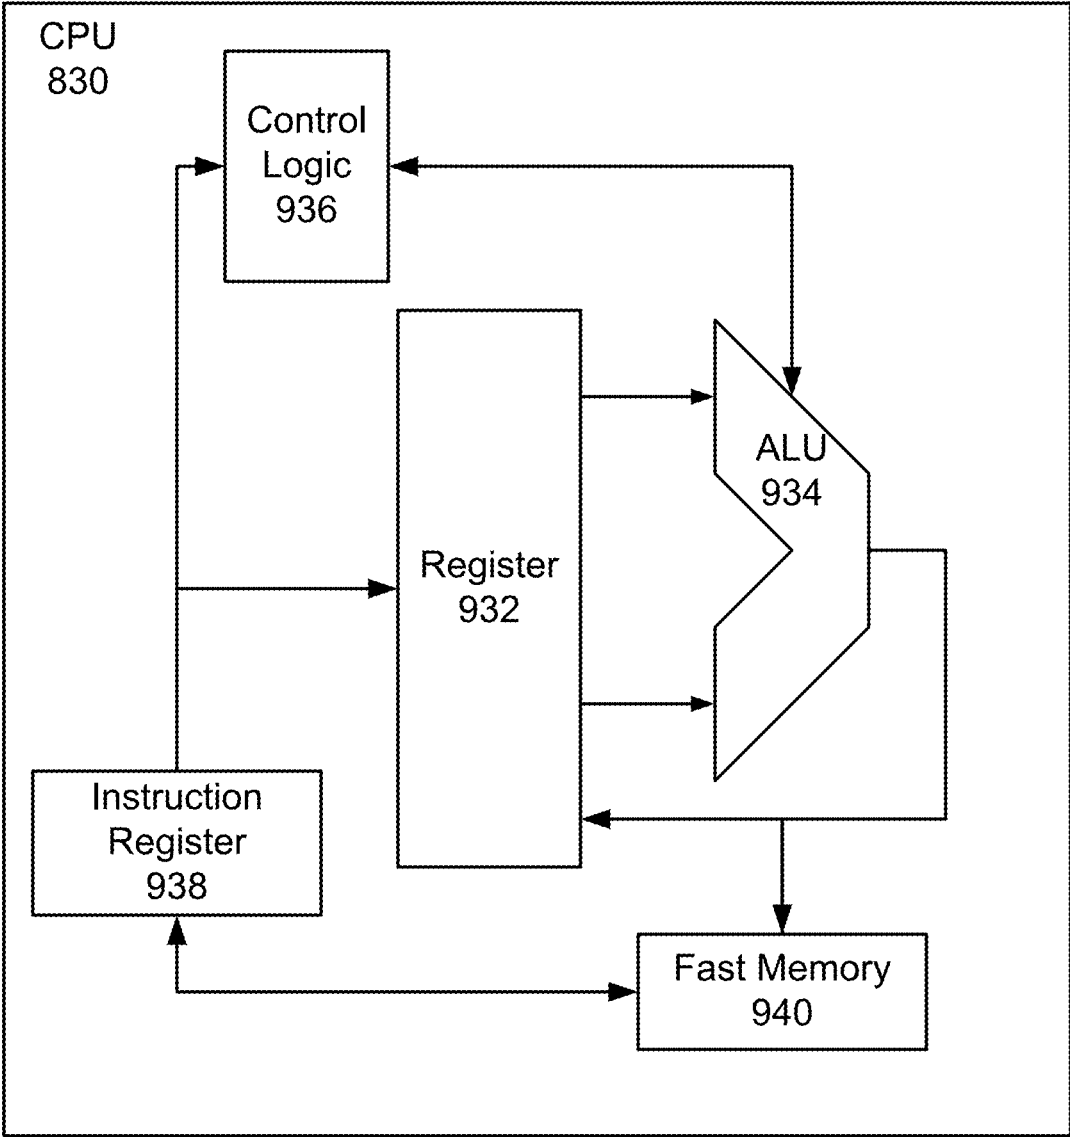 CPU
830
Control
Logic
936
ALU
934
Register
932
Instruction
Register
938
Fast Memory
940